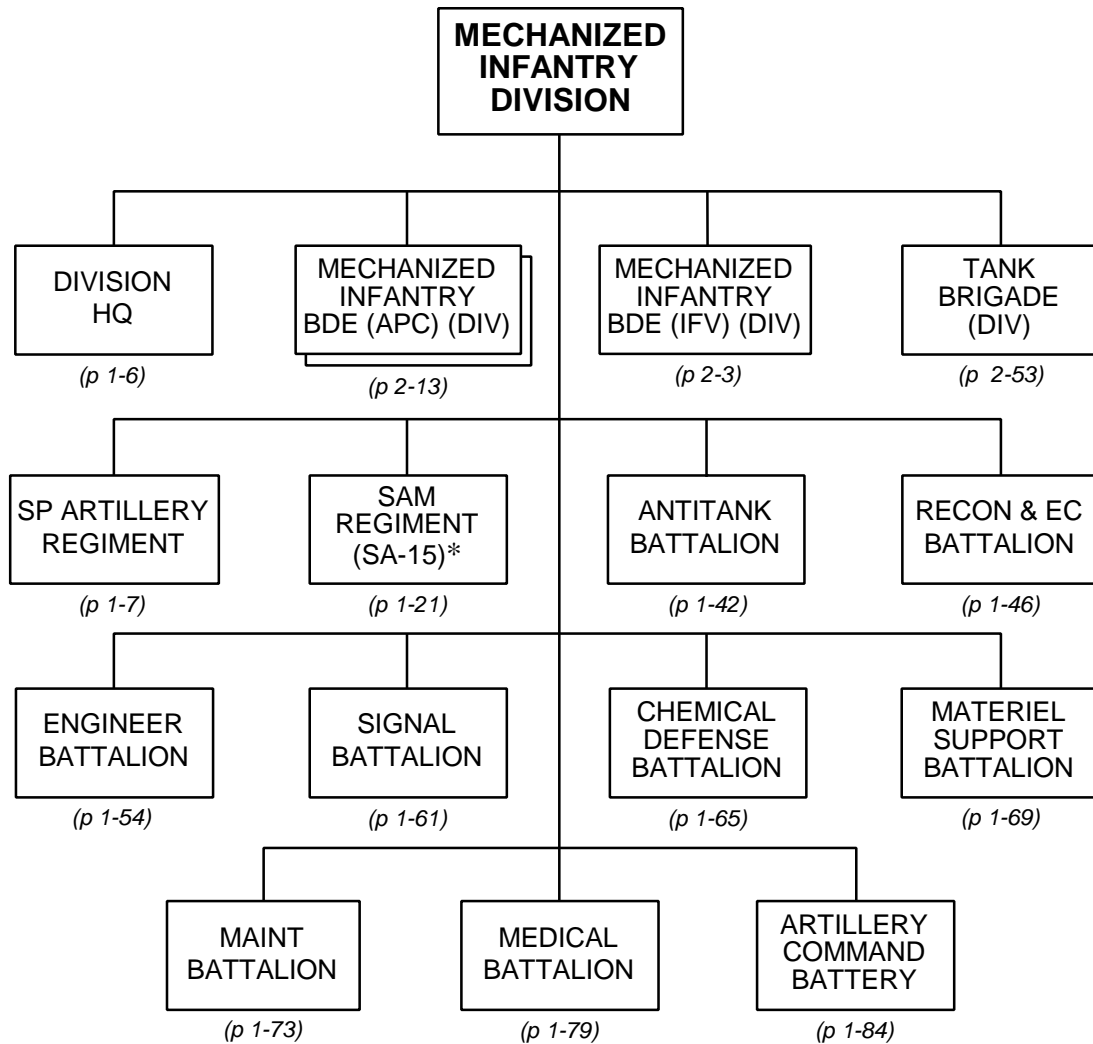 MECHANIZED
INFANTRY
DIVISION
DIVISION
HQ
(p 1-6)
MECHANIZED
INFANTRY
BDE (APC) (DIV)
(p 2-13)
MECHANIZED
INFANTRY
BDE (IFV) (DIV)
(p 2-3)
TANK
BRIGADE
(DIV)
(p 2-53)
SP ARTILLERY
REGIMENT
(p 1-7)
SAM
REGIMENT
(SA-15)*
(p 1-21)
ANTITANK
BATTALION
(p 1-42)
RECON & EC
BATTALION
(p 1-46)
ENGINEER
BATTALION
(p 1-54)
SIGNAL
BATTALION
(p 1-61)
CHEMICAL
DEFENSE
BATTALION
(p 1-65)
MATERIEL
SUPPORT
BATTALION
(p 1-69)
MAINT
BATTALION
(p 1-73)
MEDICAL
BATTALION
(p 1-79)
ARTILLERY
COMMAND
BATTERY
(p 1-84)